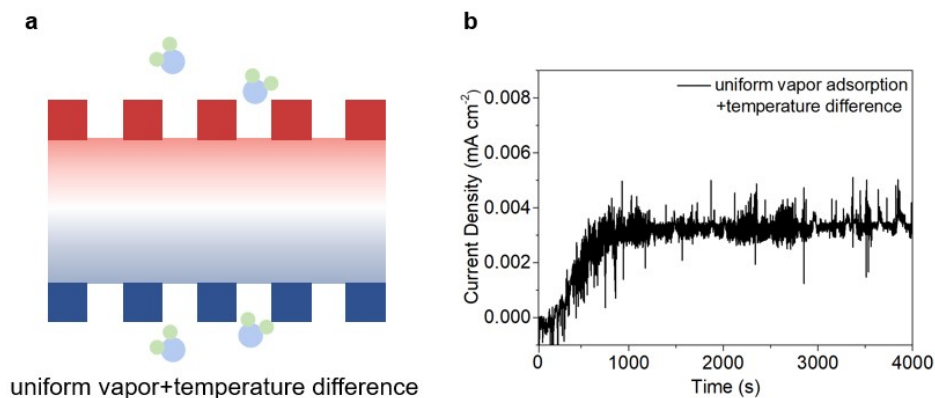 a
uniform vapor+temperature difference
b
uniform vapor adsorption
+temperature difference
Current Density (mA cm⁻²)
0.008
0.006
0.004
0.002
0.000
0
1000
2000
3000
4000
Time (s)